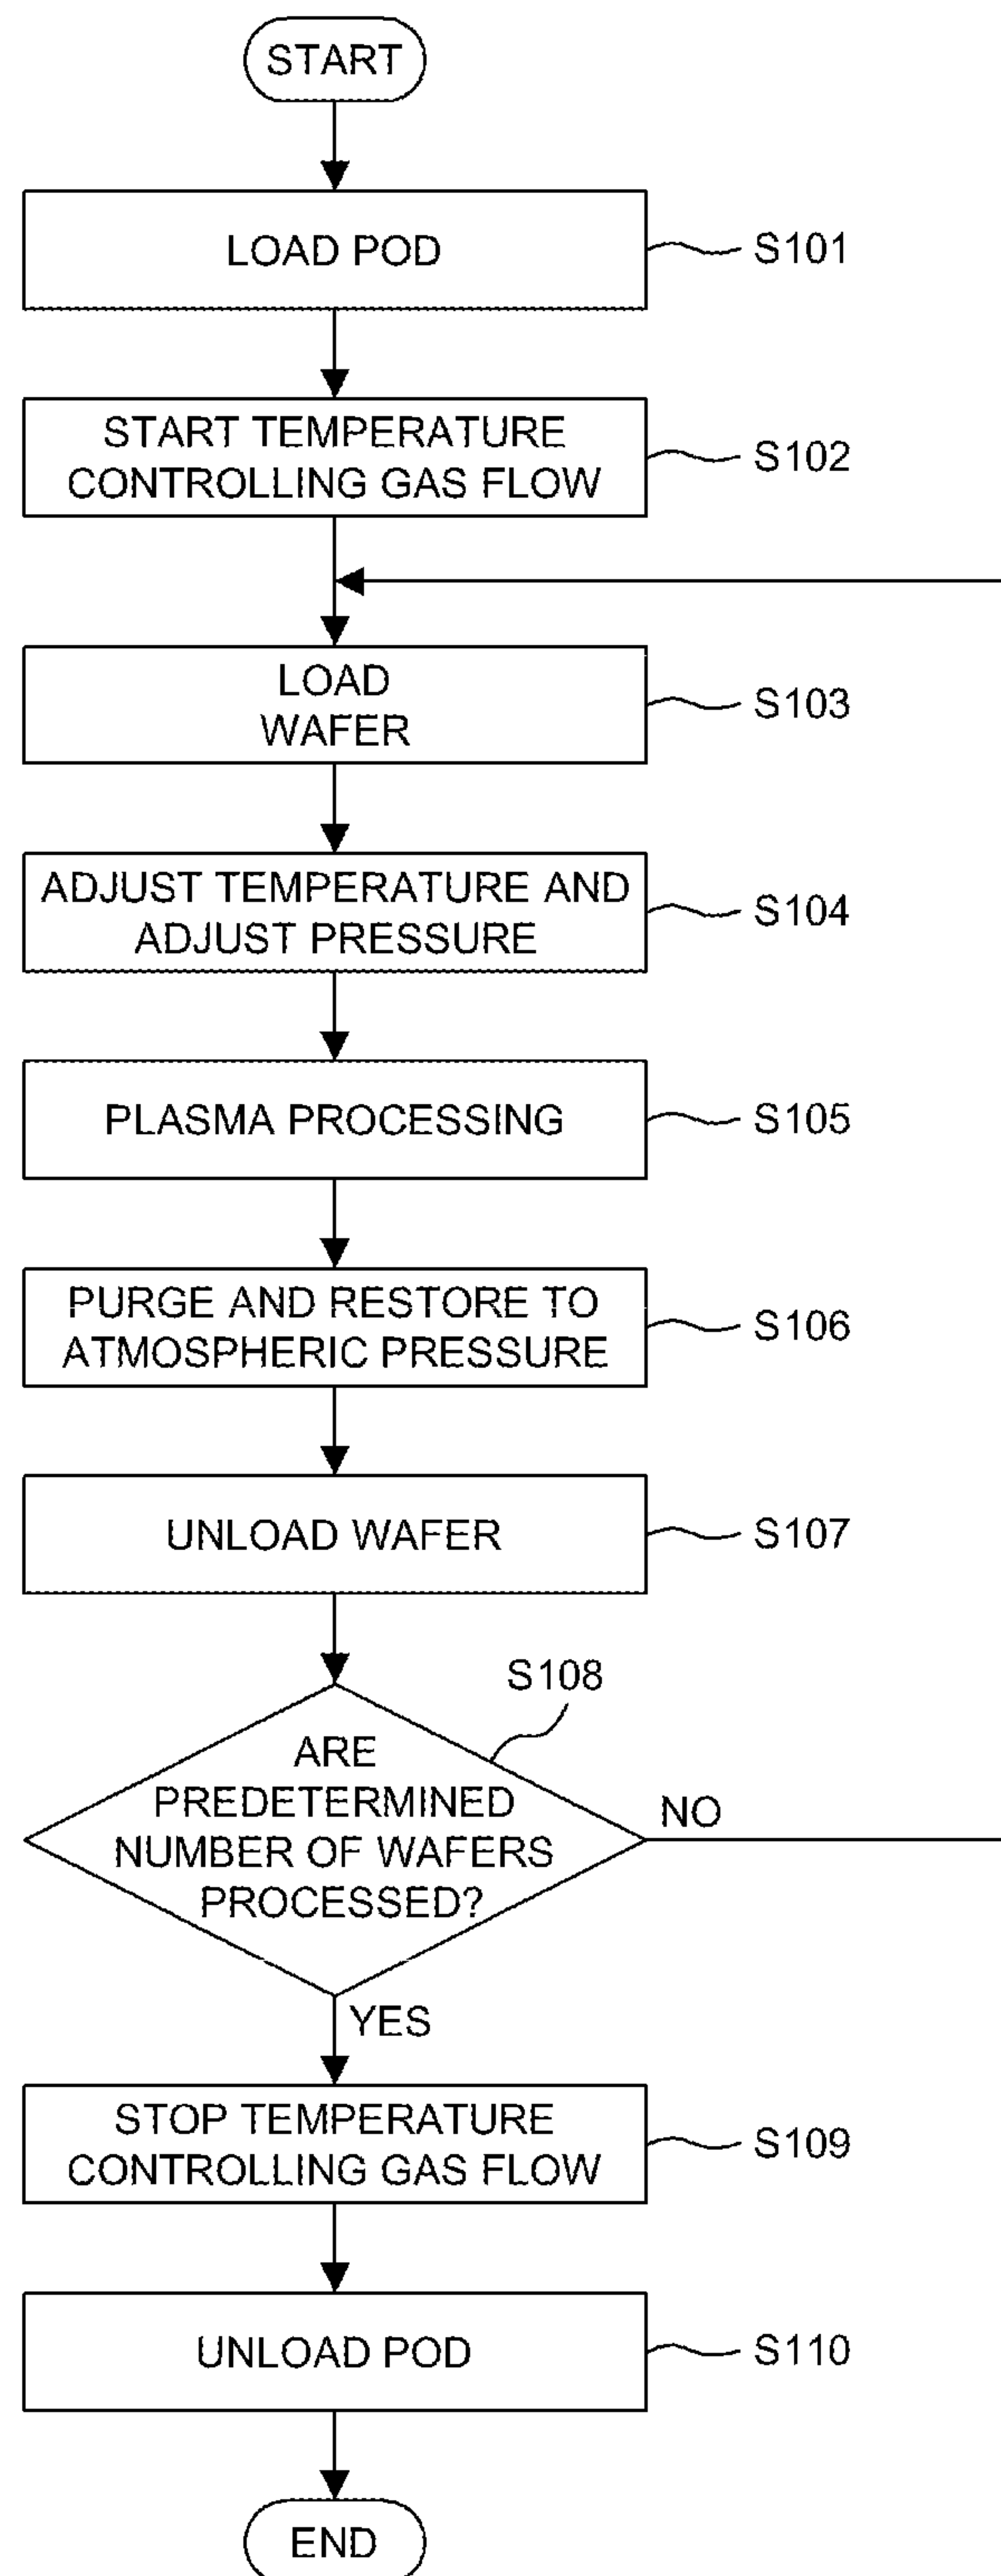 START
LOAD POD
S101
START TEMPERATURE
CONTROLLING GAS FLOW
S102
LOAD
WAFER
S103
ADJUST TEMPERATURE AND
ADJUST PRESSURE
S104
PLASMA PROCESSING
S105
PURGE AND RESTORE TO
ATMOSPHERIC PRESSURE
S106
UNLOAD WAFER
S107
S108
ARE
PREDETERMINED
NUMBER OF WAFERS
PROCESSED?
NO
YES
STOP TEMPERATURE
CONTROLLING GAS FLOW
S109
UNLOAD POD
S110
END